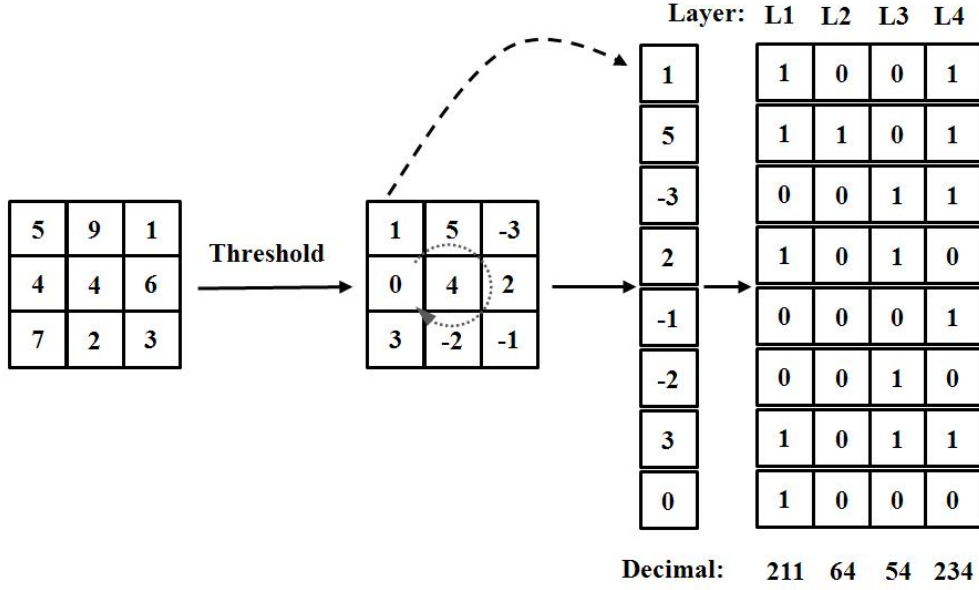 Layer: L1 L2 L3 L4
1 1 0 0 1
5 1 1 0 1
-3 0 0 1 1
5 9 1
1 5 -3
Threshold
2 1 0 1 0
4 4 6
0 4 2
-1 0 0 0 1
7 2 3
3 -2 -1
-2 0 0 1 0
3 1 0 1 1
0 1 0 0 0
Decimal: 211 64 54 234